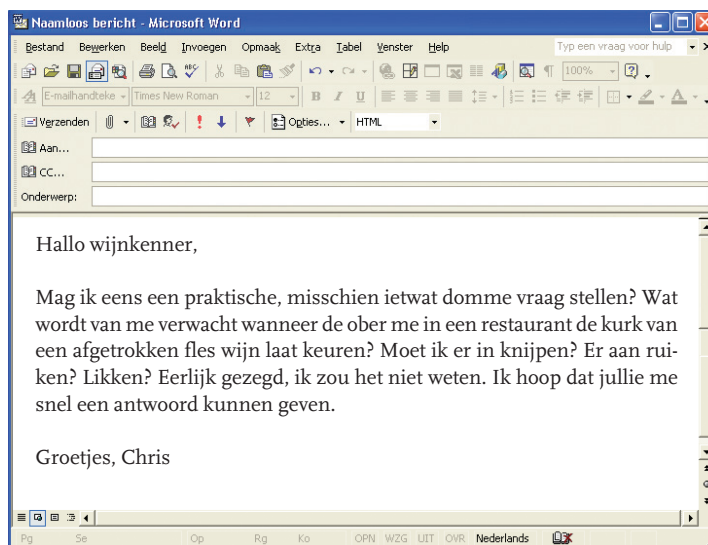 Naamloos bericht - Microsoft Word
Bestand Bewerken Beeld Invoegen Opmaak Extra Tabel Venster Help Typ een vraag voor hulp
ABC ¶ 100%
E-mailhandteke Times New Roman 12 B I U A
Verzenden Opties... HTML
Aan...
CC...
Onderwerp:
Hallo wijnkenner,
Mag ik eens een praktische, misschien ietwat domme vraag stellen? Wat
wordt van me verwacht wanneer de ober me in een restaurant de kurk van
een afgetrokken fles wijn laat keuren? Moet ik er in knijpen? Er aan rui-
ken? Likken? Eerlijk gezegd, ik zou het niet weten. Ik hoop dat jullie me
snel een antwoord kunnen geven.
Groetjes, Chris
Pg Se Op Rg Ko OPN WZG UIT OVR Nederlands